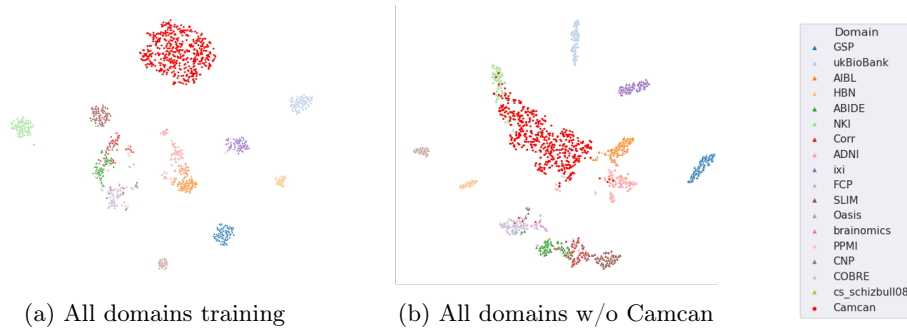 Domain
GSP
ukBioBank
AIBL
HBN
ABIDE
NKI
Corr
ADNI
ixi
FCP
SLIM
Oasis
brainomics
PPMI
CNP
COBRE
cs_schizbull08
Camcan
(a) All domains training
(b) All domains w/o Camcan